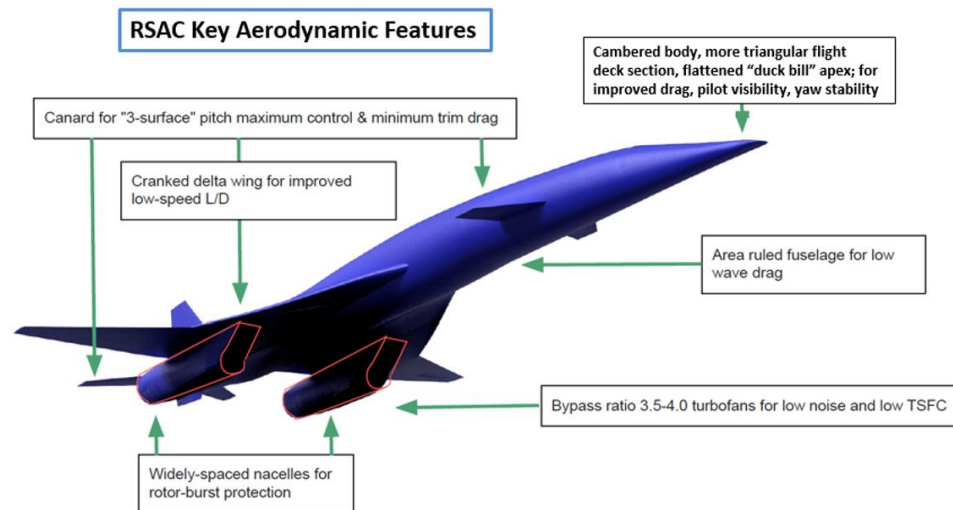 RSAC Key Aerodynamic Features
Cambered body, more triangular flight
deck section, flattened “duck bill” apex; for
improved drag, pilot visibility, yaw stability
Canard for "3-surface" pitch maximum control & minimum trim drag
Cranked delta wing for improved
low-speed L/D
Area ruled fuselage for low
wave drag
Bypass ratio 3.5-4.0 turbofans for low noise and low TSFC
Widely-spaced nacelles for
rotor-burst protection